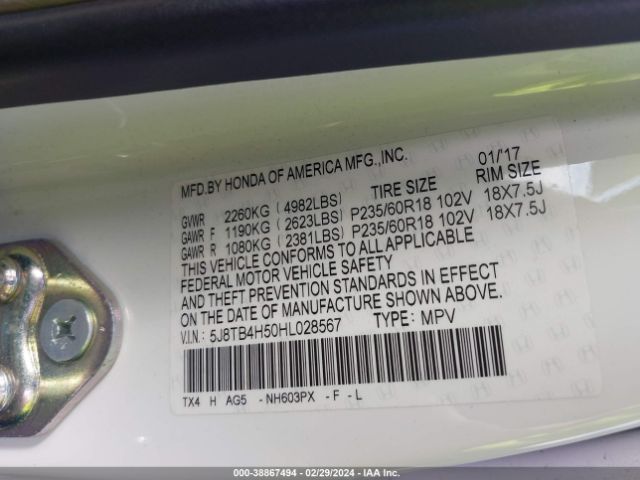 MFD.BY HONDA OF AMERICA MFG.,INC. 01/'17
TIRE SIZE RIM SIZE
GVWR 2260KG (4982LBS)
GAWR F 1190KG (2623LBS) P235/60R18 102V 18X7.5J
GAWR R 1080KG (2381LBS) P235/60R18 102V 18X7.5J
THIS VEHICLE CONFORMS TO ALL APPLICABLE
FEDERAL MOTOR VEHICLE SAFETY
AND THEFT PREVENTION STANDARDS IN EFFECT
ON THE DATE OF MANUFACTURE SHOWN ABOVE.
V.I.N.: 5J8TB4H50HL028567 TYPE: MPV
TX4 H AG5 -NH603PX -F-L
000-38867494 - 02/29/2024 - IAA Inc.